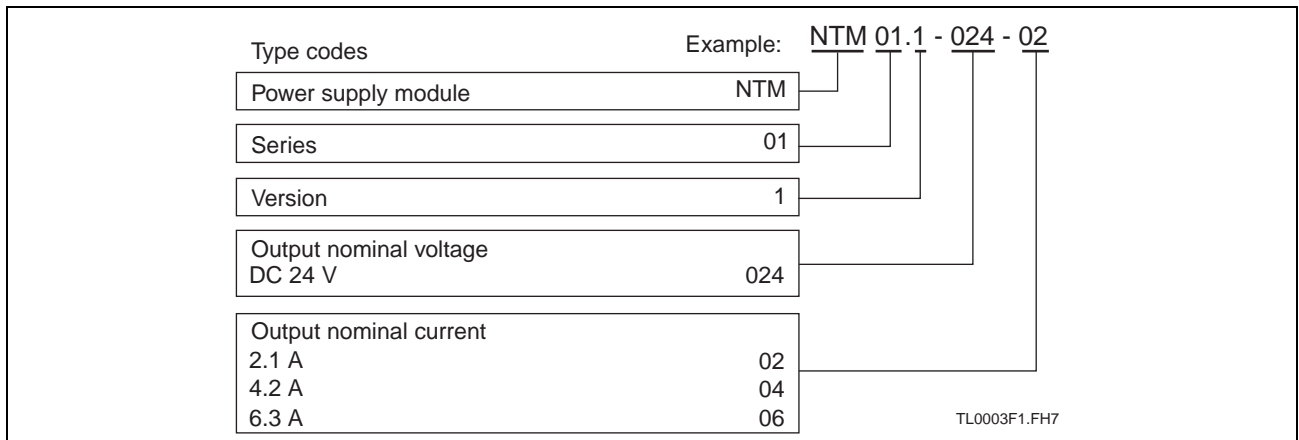 Type codes Example: NTM 01.1 - 024 - 02
Power supply module NTM
Series 01
Version 1
Output nominal voltage
DC 24 V 024
Output nominal current
2.1 A 02
4.2 A 04
6.3 A 06
TL0003F1.FH7